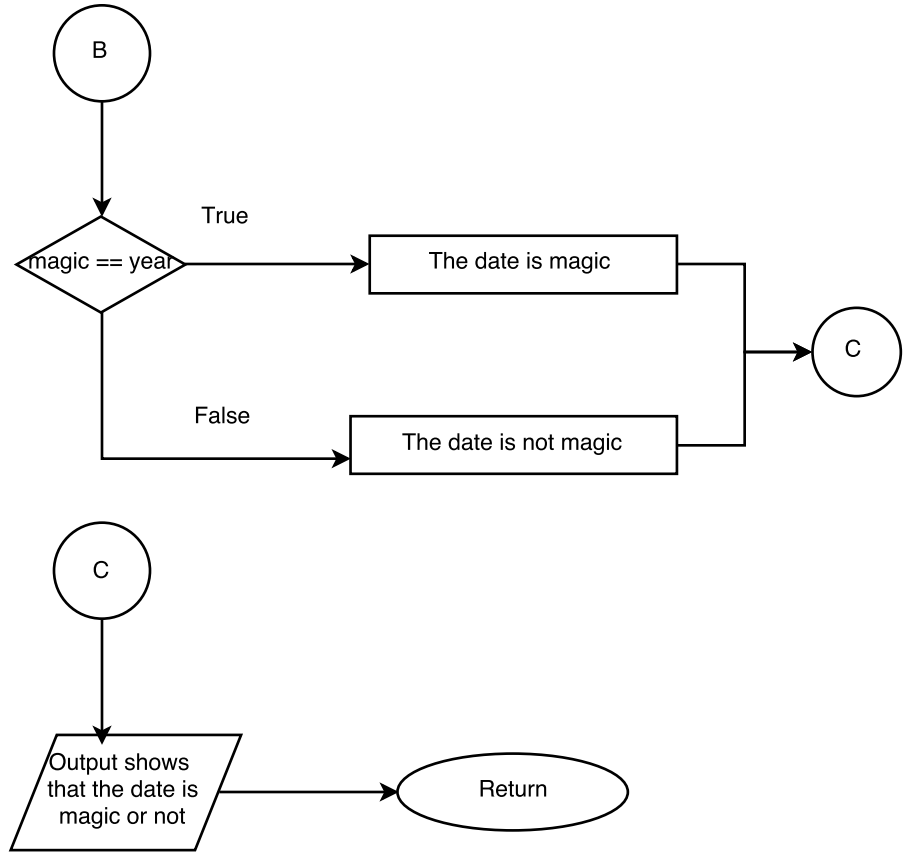 B
True
magic == year
The date is magic
C
False
The date is not magic
C
Output shows
that the date is
magic or not
Return